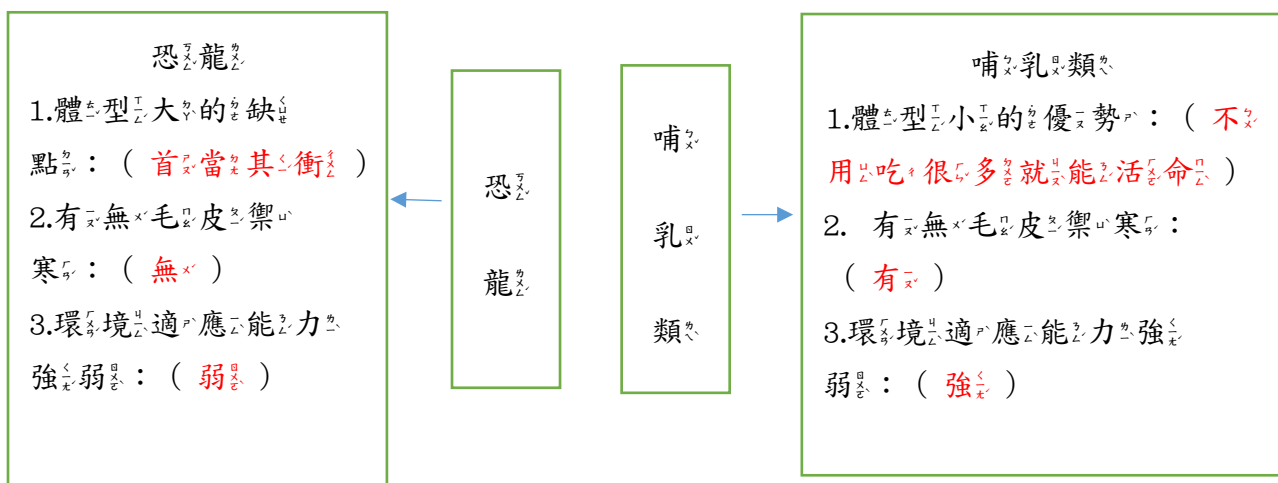 恐龍
1.體型大的缺
點：（首當其衝）
2.有無毛皮禦
寒：（無）
3.環境適應能力
強弱：（弱）
恐
龍
哺
乳
類
哺乳類
1.體型小的優勢：（不
用吃很多就能活命）
2. 有無毛皮禦寒：
（有）
3.環境適應能力強
弱：（強）